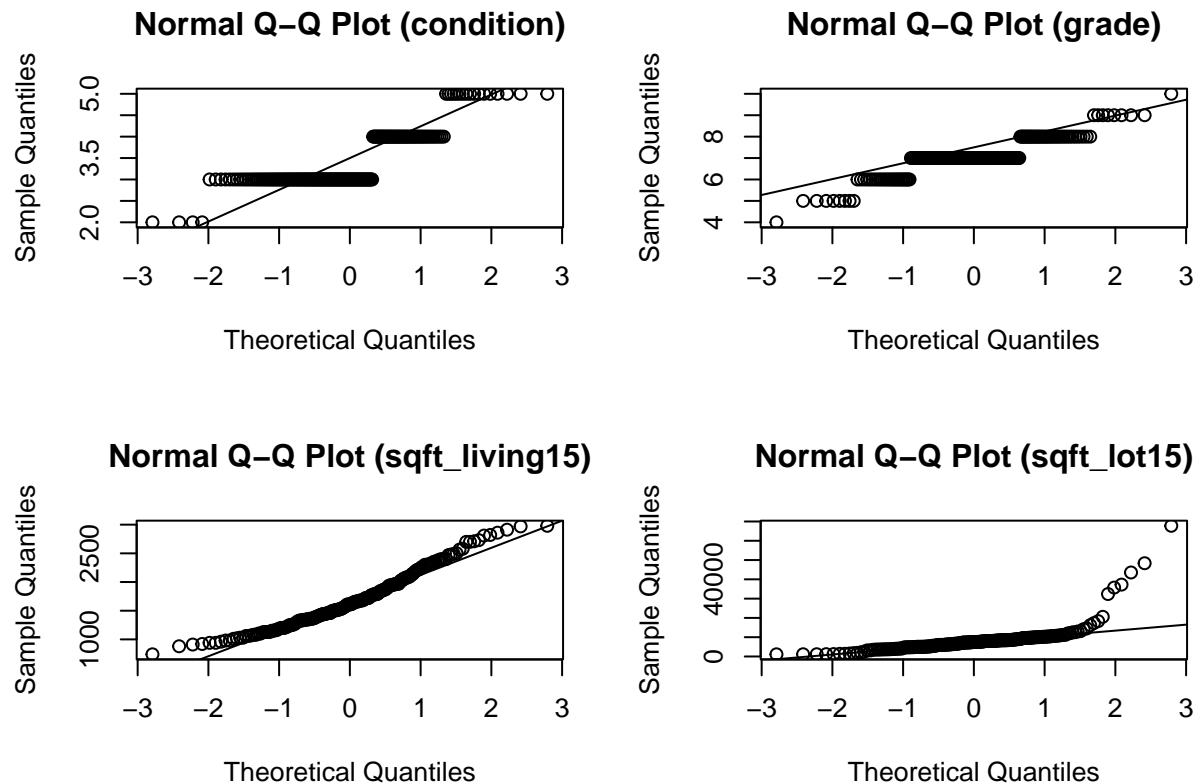 Normal Q−Q Plot (condition)
Sample Quantiles
5.0
3.5
2.0
−3 −2 −1 0 1 2 3
Theoretical Quantiles
Normal Q−Q Plot (grade)
Sample Quantiles
8
6
4
−3 −2 −1 0 1 2 3
Theoretical Quantiles
Normal Q−Q Plot (sqft_living15)
Sample Quantiles
2500
1000
−3 −2 −1 0 1 2 3
Theoretical Quantiles
Normal Q−Q Plot (sqft_lot15)
Sample Quantiles
40000
0
−3 −2 −1 0 1 2 3
Theoretical Quantiles